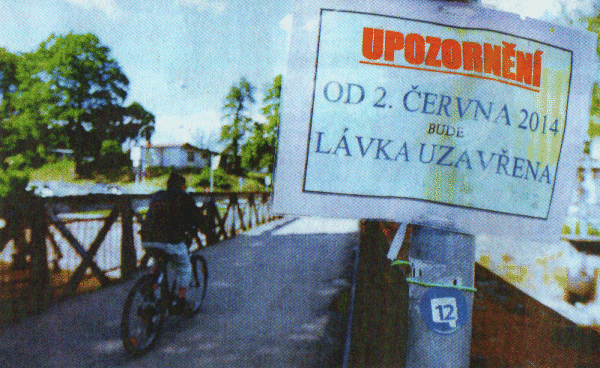 UPOZORNĚNÍ
OD 2. ČERVNA 2014
BUDE
LÁVKA UZAVŘENA
12